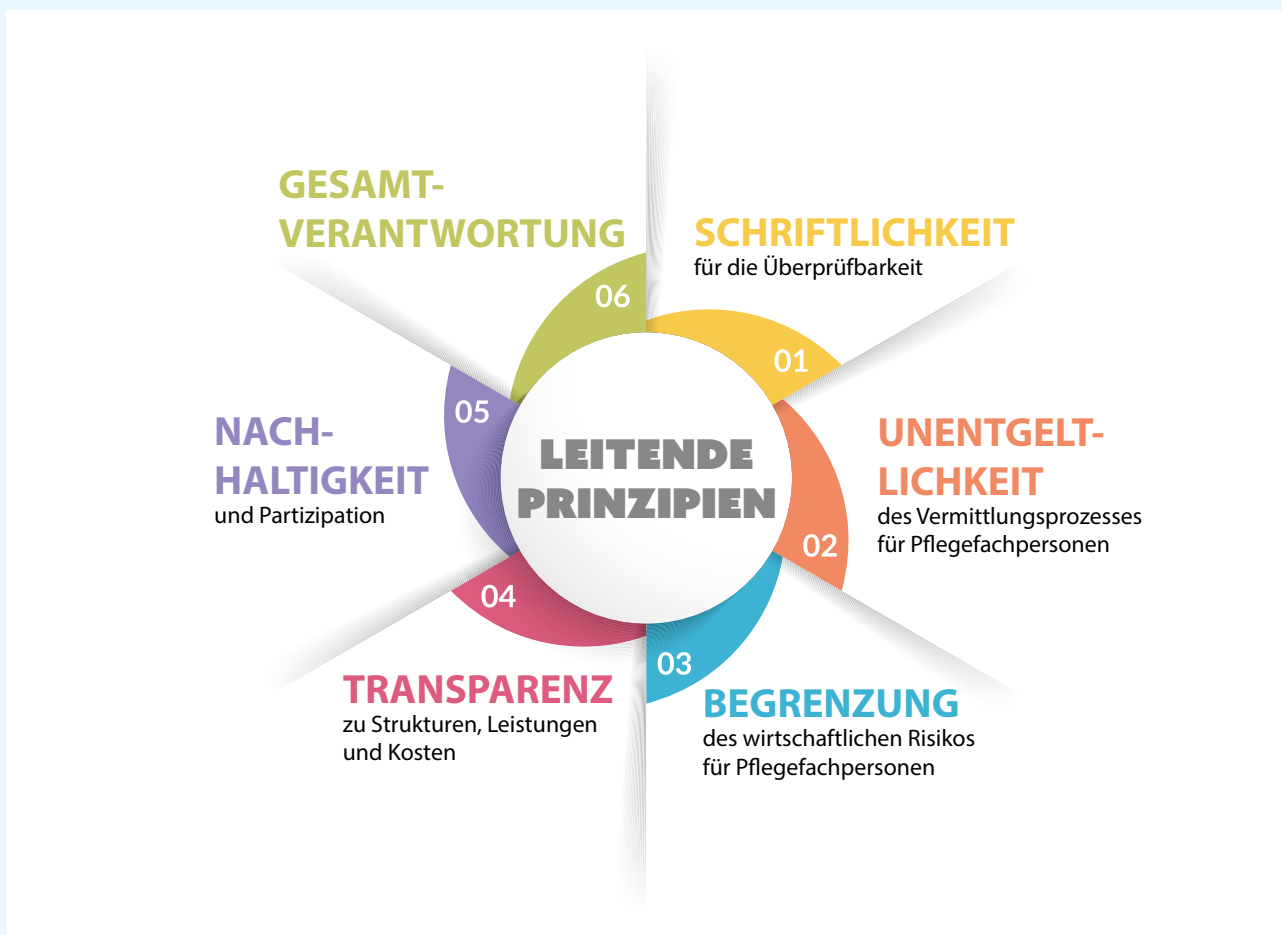 LEITENDE
PRINZIPIEN
01
SCHRIFTLICHKEIT
für die Überprüfbarkeit
02
UNENTGELT-
LICHKEIT
des Vermittlungsprozesses
für Pflegefachpersonen
03
BEGRENZUNG
des wirtschaftlichen Risikos
für Pflegefachpersonen
04
TRANSPARENZ
zu Strukturen, Leistungen
und Kosten
05
NACH-
HALTIGKEIT
und Partizipation
06
GESAMT-
VERANTWORTUNG